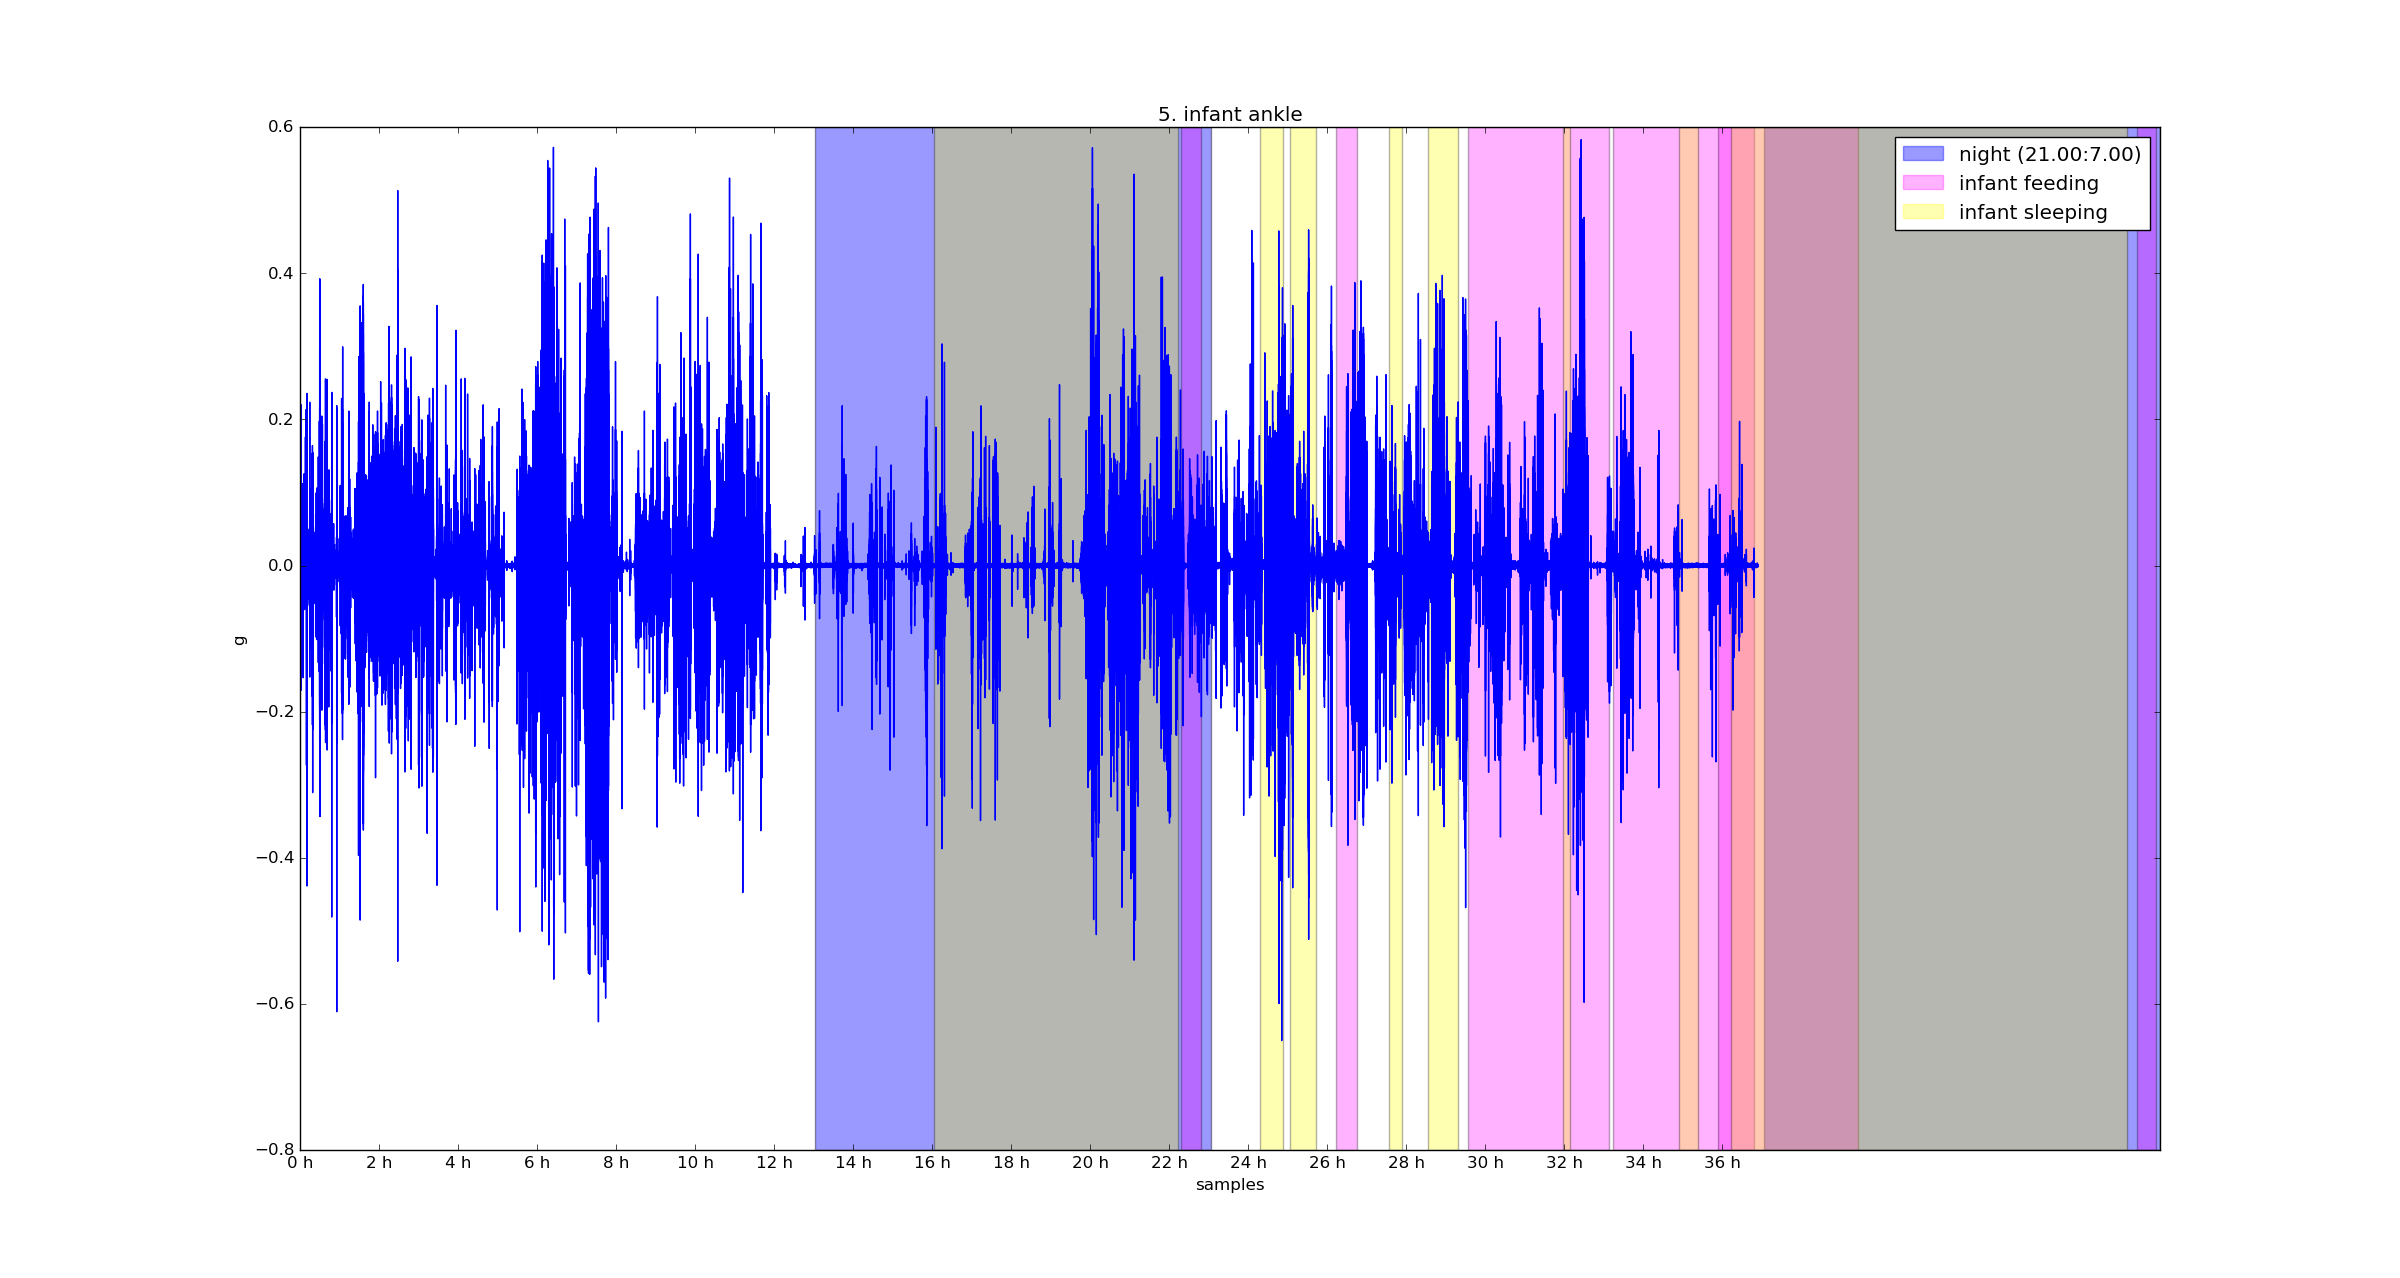 5. infant ankle
night (21.00:7.00)
infant feeding
infant sleeping
0.6
0.4
0.2
0.0
−0.2
−0.4
−0.6
−0.8
g
0 h 2 h 4 h 6 h 8 h 10 h 12 h 14 h 16 h 18 h 20 h 22 h 24 h 26 h 28 h 30 h 32 h 34 h 36 h
samples